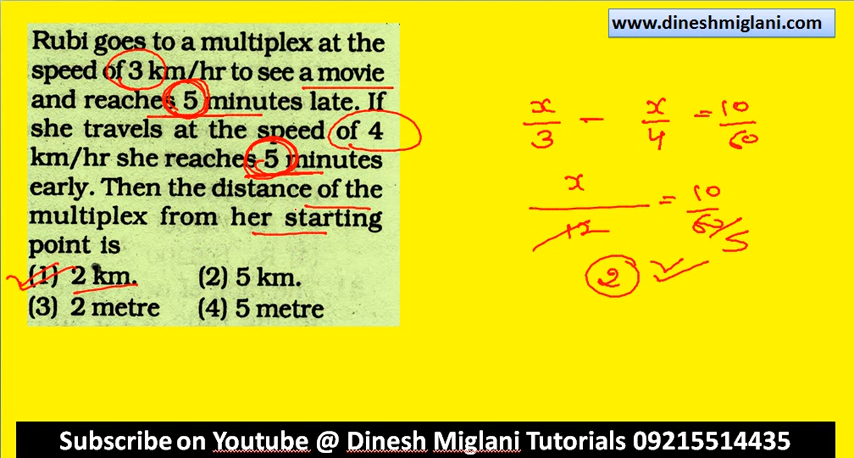 www.dineshmiglani.com
Rubi goes to a multiplex at the
speed of 3 km/hr to see a movie
and reaches 5 minutes late. If
she travels at the speed of 4
km/hr she reaches 5 minutes
early. Then the distance of the
multiplex from her starting
point is
(1) 2 km. (2) 5 km.
(3) 2 metre (4) 5 metre
x/3 - x/4 = 10/60
x/12 = 10/60/5
2
Subscribe on Youtube @ Dinesh Miglani Tutorials 09215514435